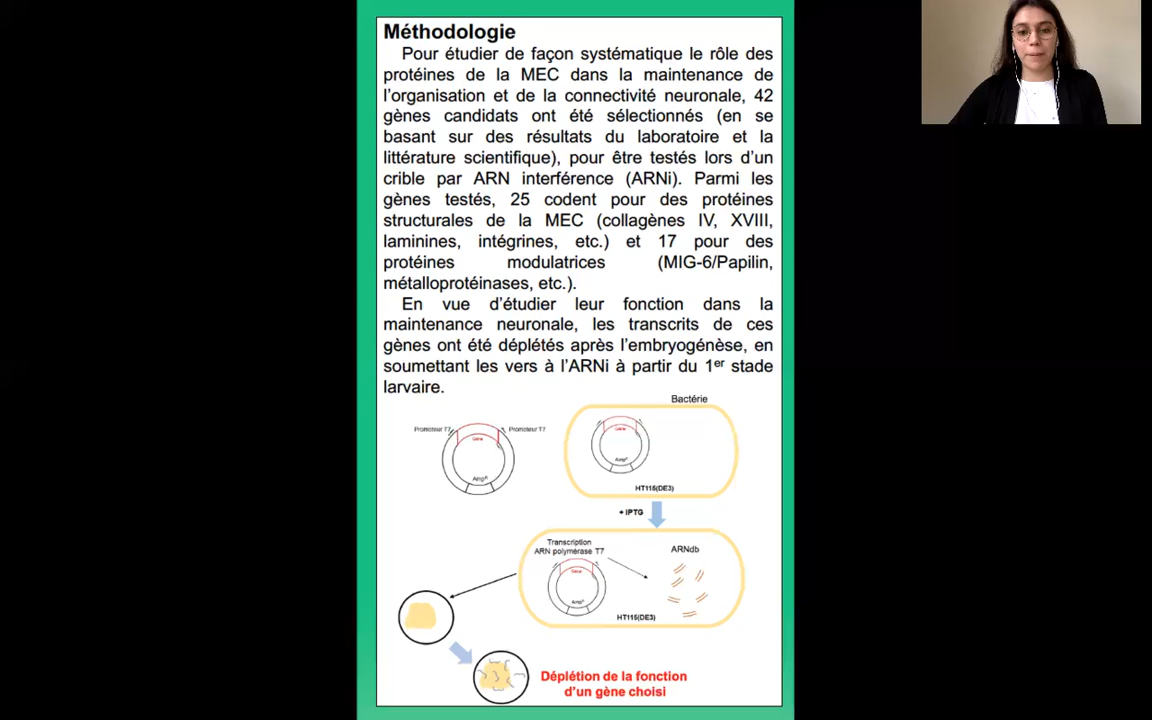 Méthodologie
Pour étudier de façon systématique le rôle des
protéines de la MEC dans la maintenance de
l'organisation et de la connectivité neuronale, 42
gènes candidats ont été sélectionnés (en se
basant sur des résultats du laboratoire et la
littérature scientifique), pour être testés lors d'un
crible par ARN interférence (ARNi). Parmi les
gènes testés, 25 codent pour des protéines
structurales de la MEC (collagènes IV, XVIII,
laminines, intégrines, etc.) et 17 pour des
protéines modulatrices (MIG-6/Papilin,
métalloprotéinases, etc.).
En vue d'étudier leur fonction dans la
maintenance neuronale, les transcrits de ces
gènes ont été déplétés après l'embryogénèse, en
soumettant les vers à l'ARNi à partir du 1er stade
larvaire.
Bactérie
Promoteur T7
Promoteur T7
Gène
AmpR
Gène
AmpR
HT115(DE3)
+ IPTG
Transcription
ARN polymérase T7
ARNdb
Gène
AmpR
HT115(DE3)
Déplétion de la fonction
d'un gène choisi